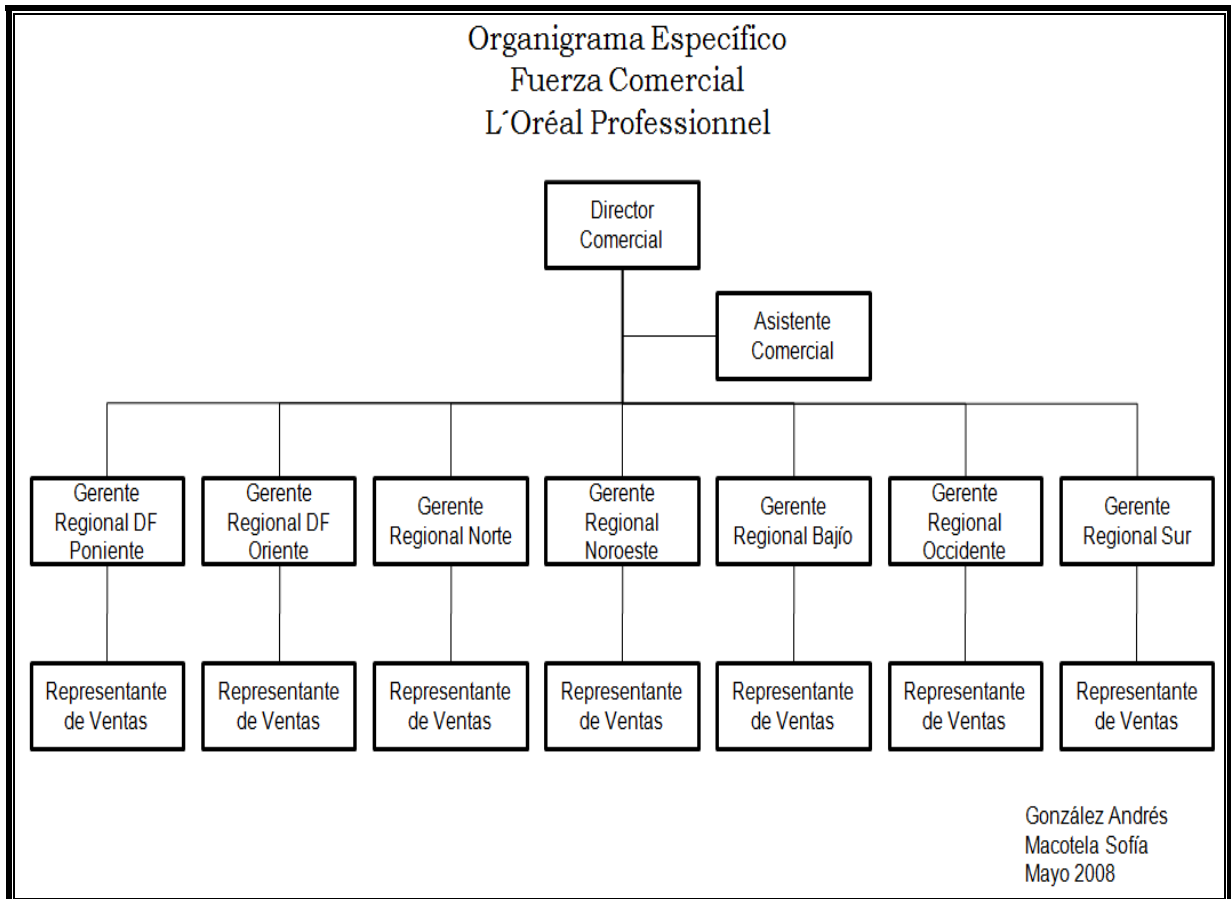 Organigrama Específico
Fuerza Comercial
L´Oréal Professionnel
Director
Comercial
Asistente
Comercial
Gerente
Regional DF
Poniente
Gerente
Regional DF
Oriente
Gerente
Regional Norte
Gerente
Regional
Noroeste
Gerente
Regional Bajío
Gerente
Regional
Occidente
Gerente
Regional Sur
Representante
de Ventas
Representante
de Ventas
Representante
de Ventas
Representante
de Ventas
Representante
de Ventas
Representante
de Ventas
Representante
de Ventas
González Andrés
Macotela Sofía
Mayo 2008